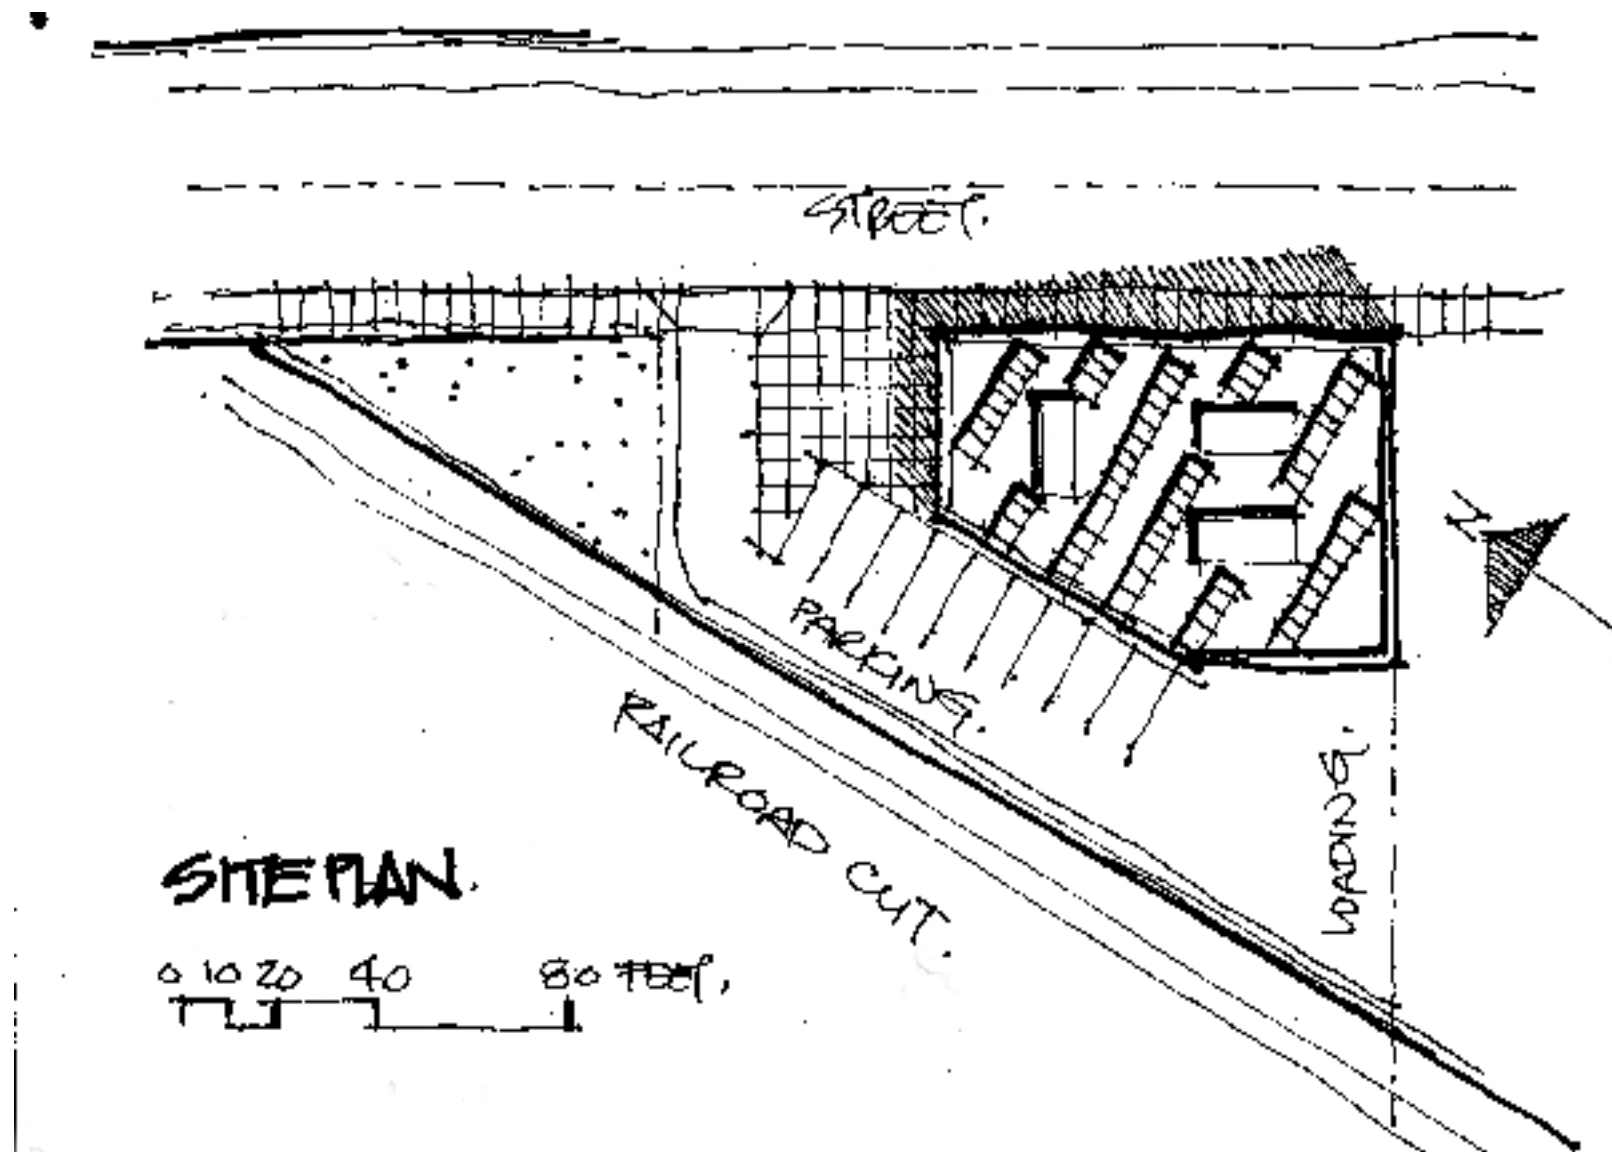 STREET.
N
PARKING.
RAILROAD CUT.
LOADING.
SITE PLAN.
0 10 20 40 80 FEET.